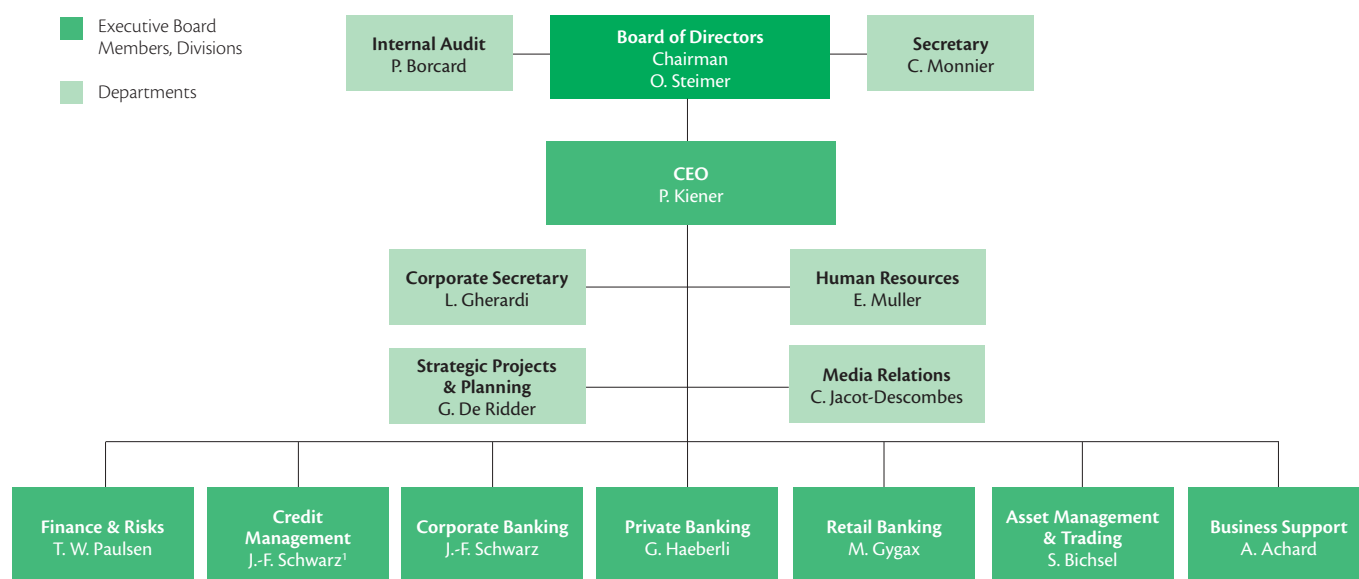 Executive Board
Members, Divisions
Departments
Internal Audit
P. Borcard
Board of Directors
Chairman
O. Steimer
Secretary
C. Monnier
CEO
P. Kiener
Corporate Secretary
L. Gherardi
Human Resources
E. Muller
Strategic Projects
& Planning
G. De Ridder
Media Relations
C. Jacot-Descombes
Finance & Risks
T. W. Paulsen
Credit
Management
J.-F. Schwarz¹
Corporate Banking
J.-F. Schwarz
Private Banking
G. Haeberli
Retail Banking
M. Gygax
Asset Management
& Trading
S. Bichsel
Business Support
A. Achard